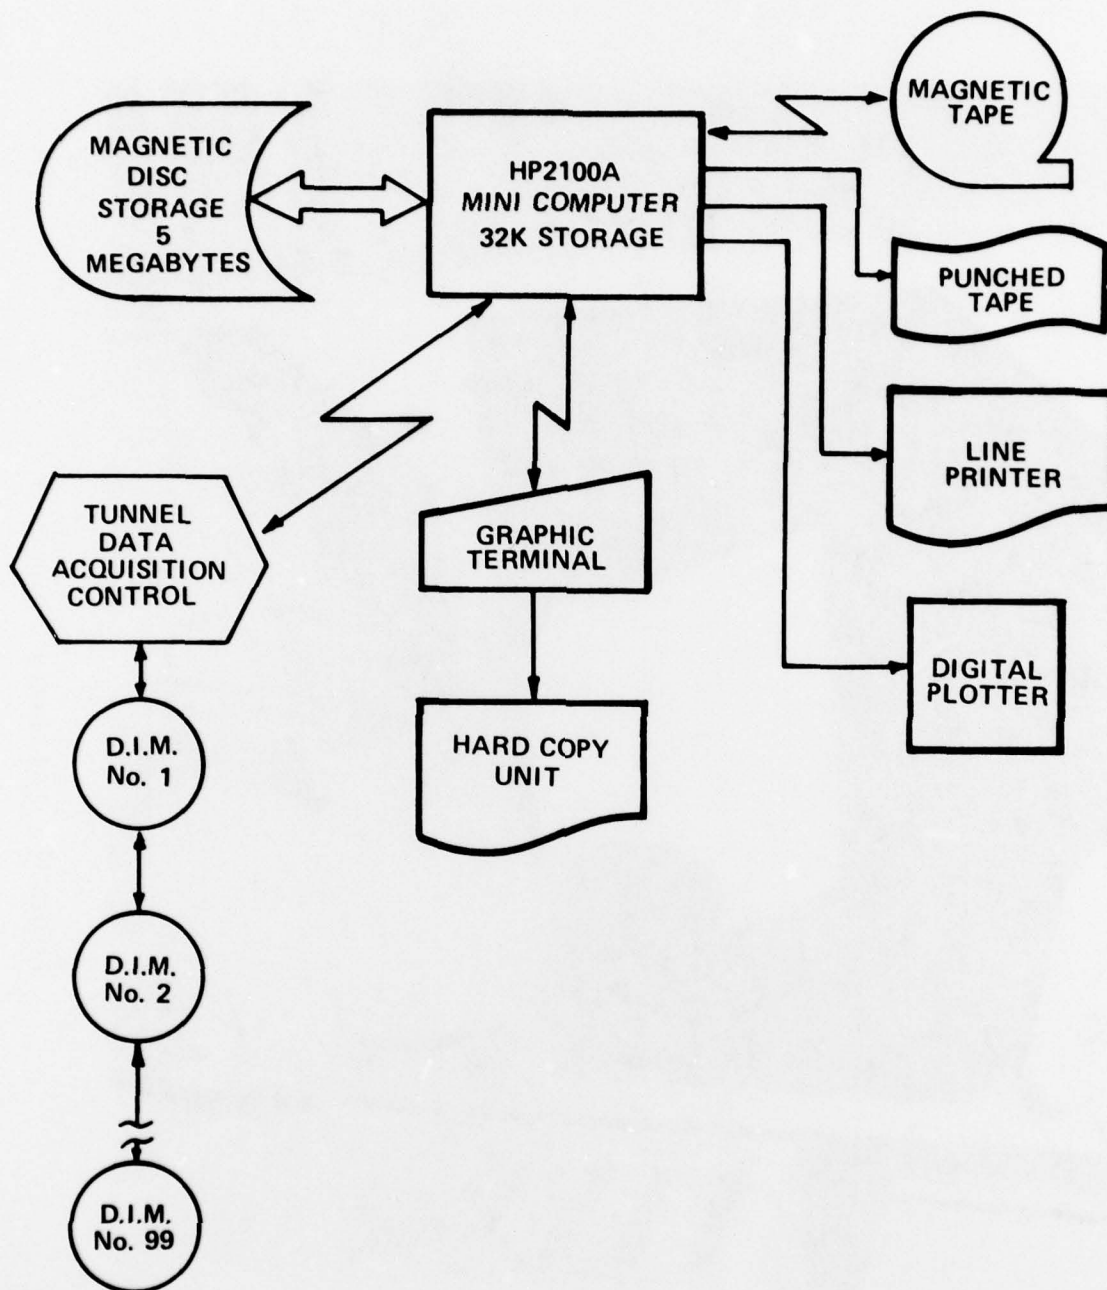 MAGNETIC
TAPE
MAGNETIC
DISC
STORAGE
5
MEGABYTES
HP2100A
MINI COMPUTER
32K STORAGE
PUNCHED
TAPE
LINE
PRINTER
TUNNEL
DATA
ACQUISITION
CONTROL
GRAPHIC
TERMINAL
DIGITAL
PLOTTER
HARD COPY
UNIT
D.I.M.
No. 1
D.I.M.
No. 2
D.I.M.
No. 99